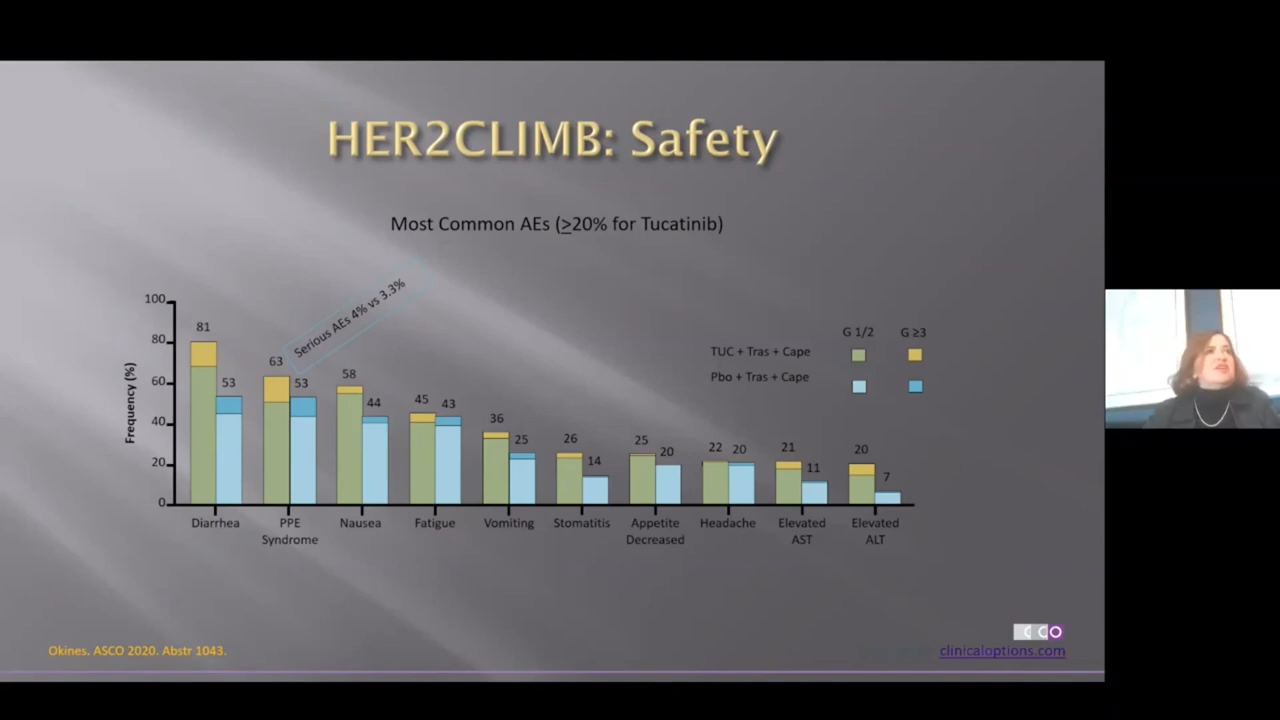 HER2CLIMB: Safety
Most Common AEs (≥20% for Tucatinib)
Serious AEs 4% vs 3.3%
G 1/2 G ≥3
TUC + Tras + Cape
Pbo + Tras + Cape
Frequency (%)
100
80
60
40
20
0
81 53
63 53
58 44
45 43
36 25
26 14
25 20
22 20
21 11
20 7
Diarrhea
PPE
Syndrome
Nausea
Fatigue
Vomiting
Stomatitis
Appetite
Decreased
Headache
Elevated
AST
Elevated
ALT
Okines. ASCO 2020. Abstr 1043.
CCO
clinicaloptions.com